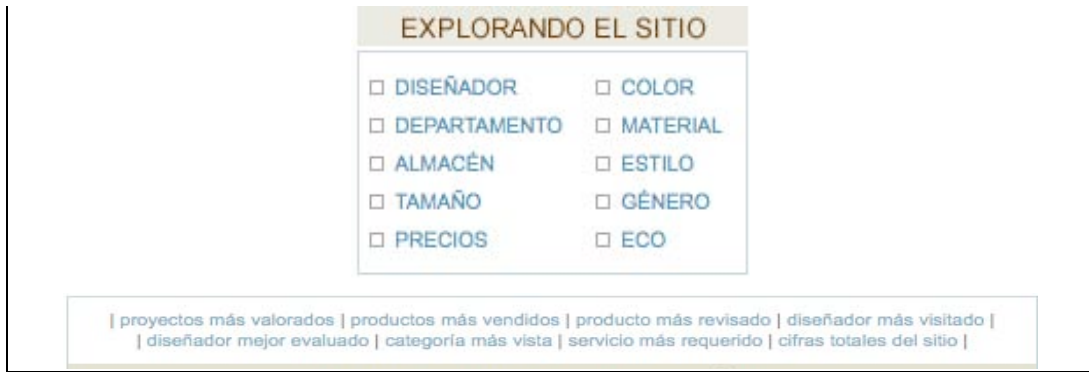 EXPLORANDO EL SITIO
DISEÑADOR COLOR
DEPARTAMENTO MATERIAL
ALMACÉN ESTILO
TAMAÑO GÉNERO
PRECIOS ECO
| proyectos más valorados | productos más vendidos | producto más revisado | diseñador más visitado |
| diseñador mejor evaluado | categoría más vista | servicio más requerido | cifras totales del sitio |